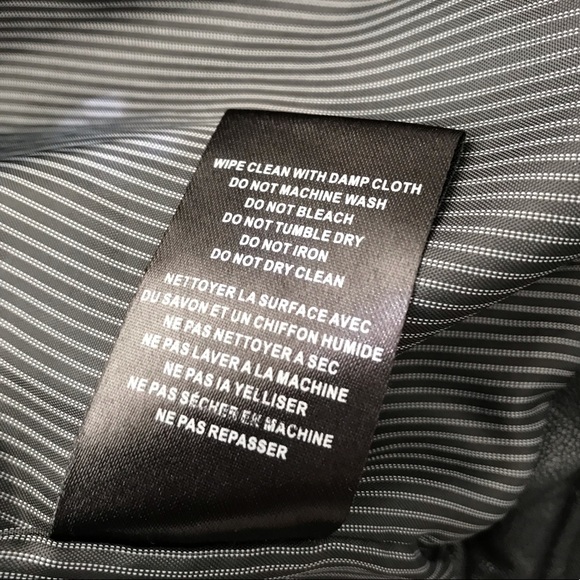 WIPE CLEAN WITH DAMP CLOTH
DO NOT MACHINE WASH
DO NOT BLEACH
DO NOT TUMBLE DRY
DO NOT IRON
DO NOT DRY CLEAN
NETTOYER LA SURFACE AVEC
DU SAVON ET UN CHIFFON HUMIDE
NE PAS NETTOYER A SEC
NE PAS LAVER A LA MACHINE
NE PAS IA YELLISER
NE PAS SÉCHER EN MACHINE
NE PAS REPASSER